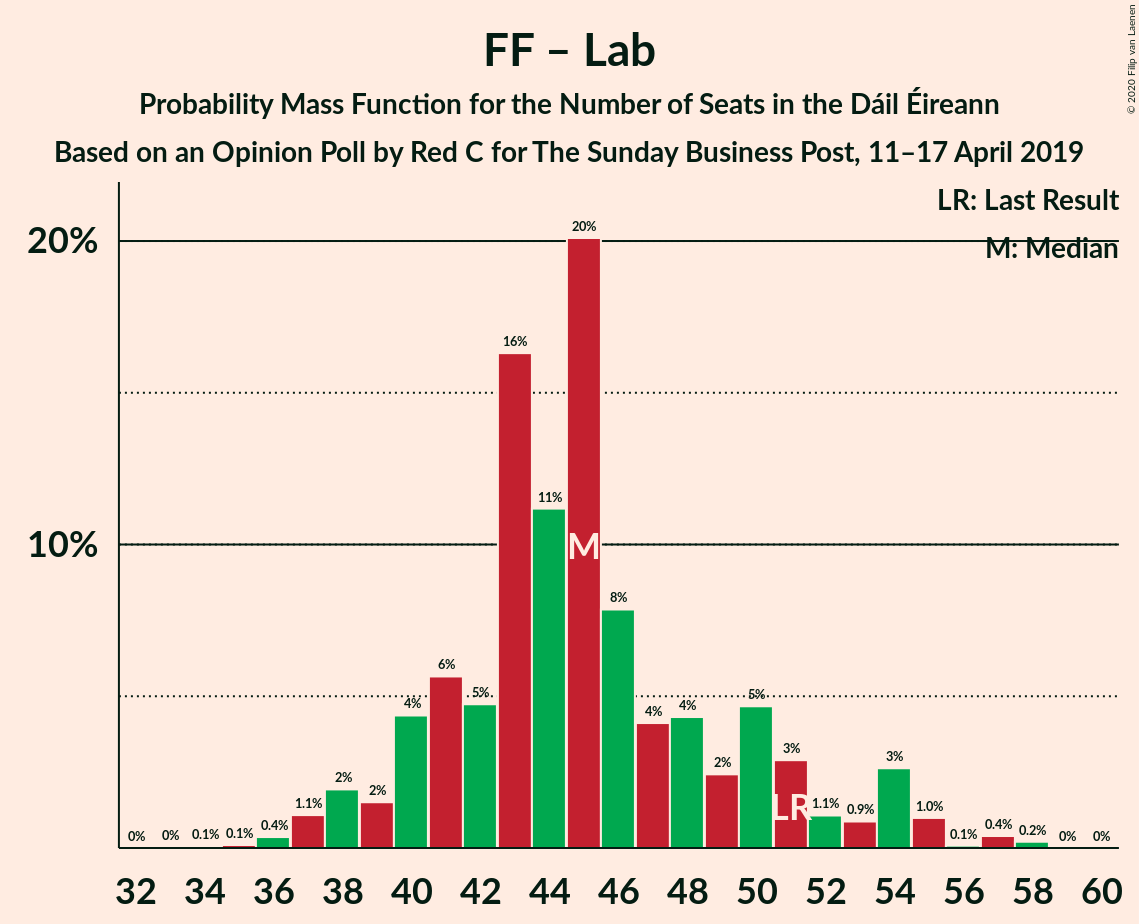 FF – Lab
Probability Mass Function for the Number of Seats in the Dáil Éireann
Based on an Opinion Poll by Red C for The Sunday Business Post, 11–17 April 2019
© 2020 Filip van Laenen
LR: Last Result
M: Median
20%
10%
0% 0% 0.1% 0.1% 0.4% 1.1% 2% 2% 4% 6% 5% 16% 11% 20% 8% 4% 4% 2% 5% 3% 1.1% 0.9% 3% 1.0% 0.1% 0.4% 0.2% 0% 0%
M
LR
32 34 36 38 40 42 44 46 48 50 52 54 56 58 60